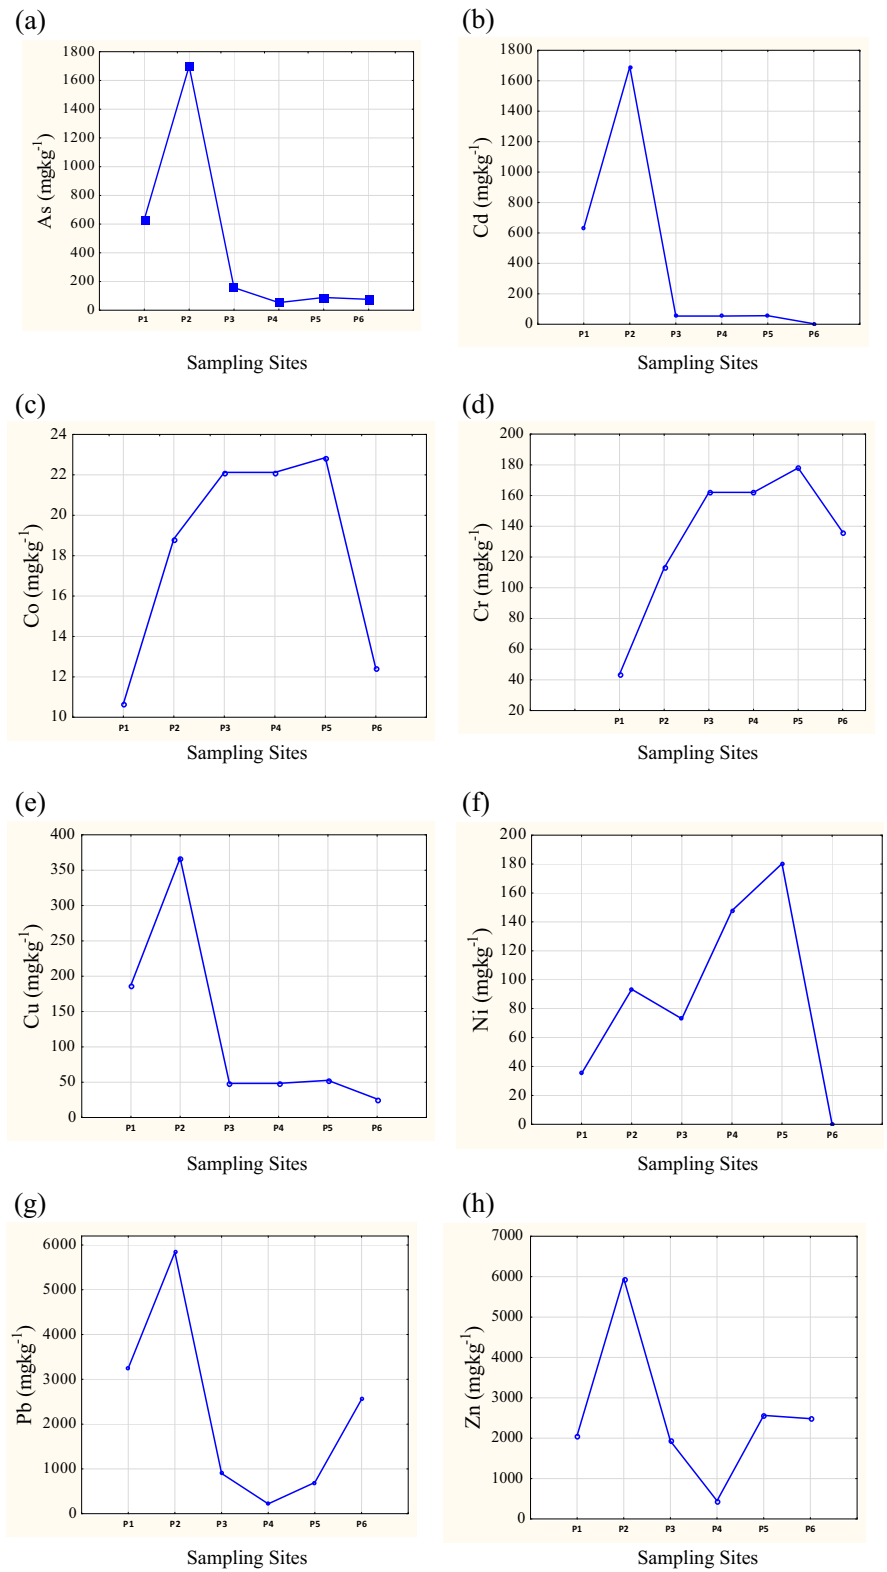 (a)
1800
1600
1400
1200
1000
800
600
400
200
0
As (mgkg⁻¹)
P1 P2 P3 P4 P5 P6
Sampling Sites
(b)
1800
1600
1400
1200
1000
800
600
400
200
0
Cd (mgkg⁻¹)
P1 P2 P3 P4 P5 P6
Sampling Sites
(c)
24
22
20
18
16
14
12
10
Co (mgkg⁻¹)
P1 P2 P3 P4 P5 P6
Sampling Sites
(d)
200
180
160
140
120
100
80
60
40
20
Cr (mgkg⁻¹)
P1 P2 P3 P4 P5 P6
Sampling Sites
(e)
400
350
300
250
200
150
100
50
0
Cu (mgkg⁻¹)
P1 P2 P3 P4 P5 P6
Sampling Sites
(f)
200
180
160
140
120
100
80
60
40
20
0
Ni (mgkg⁻¹)
P1 P2 P3 P4 P5 P6
Sampling Sites
(g)
6000
5000
4000
3000
2000
1000
0
Pb (mgkg⁻¹)
P1 P2 P3 P4 P5 P6
Sampling Sites
(h)
7000
6000
5000
4000
3000
2000
1000
0
Zn (mgkg⁻¹)
P1 P2 P3 P4 P5 P6
Sampling Sites